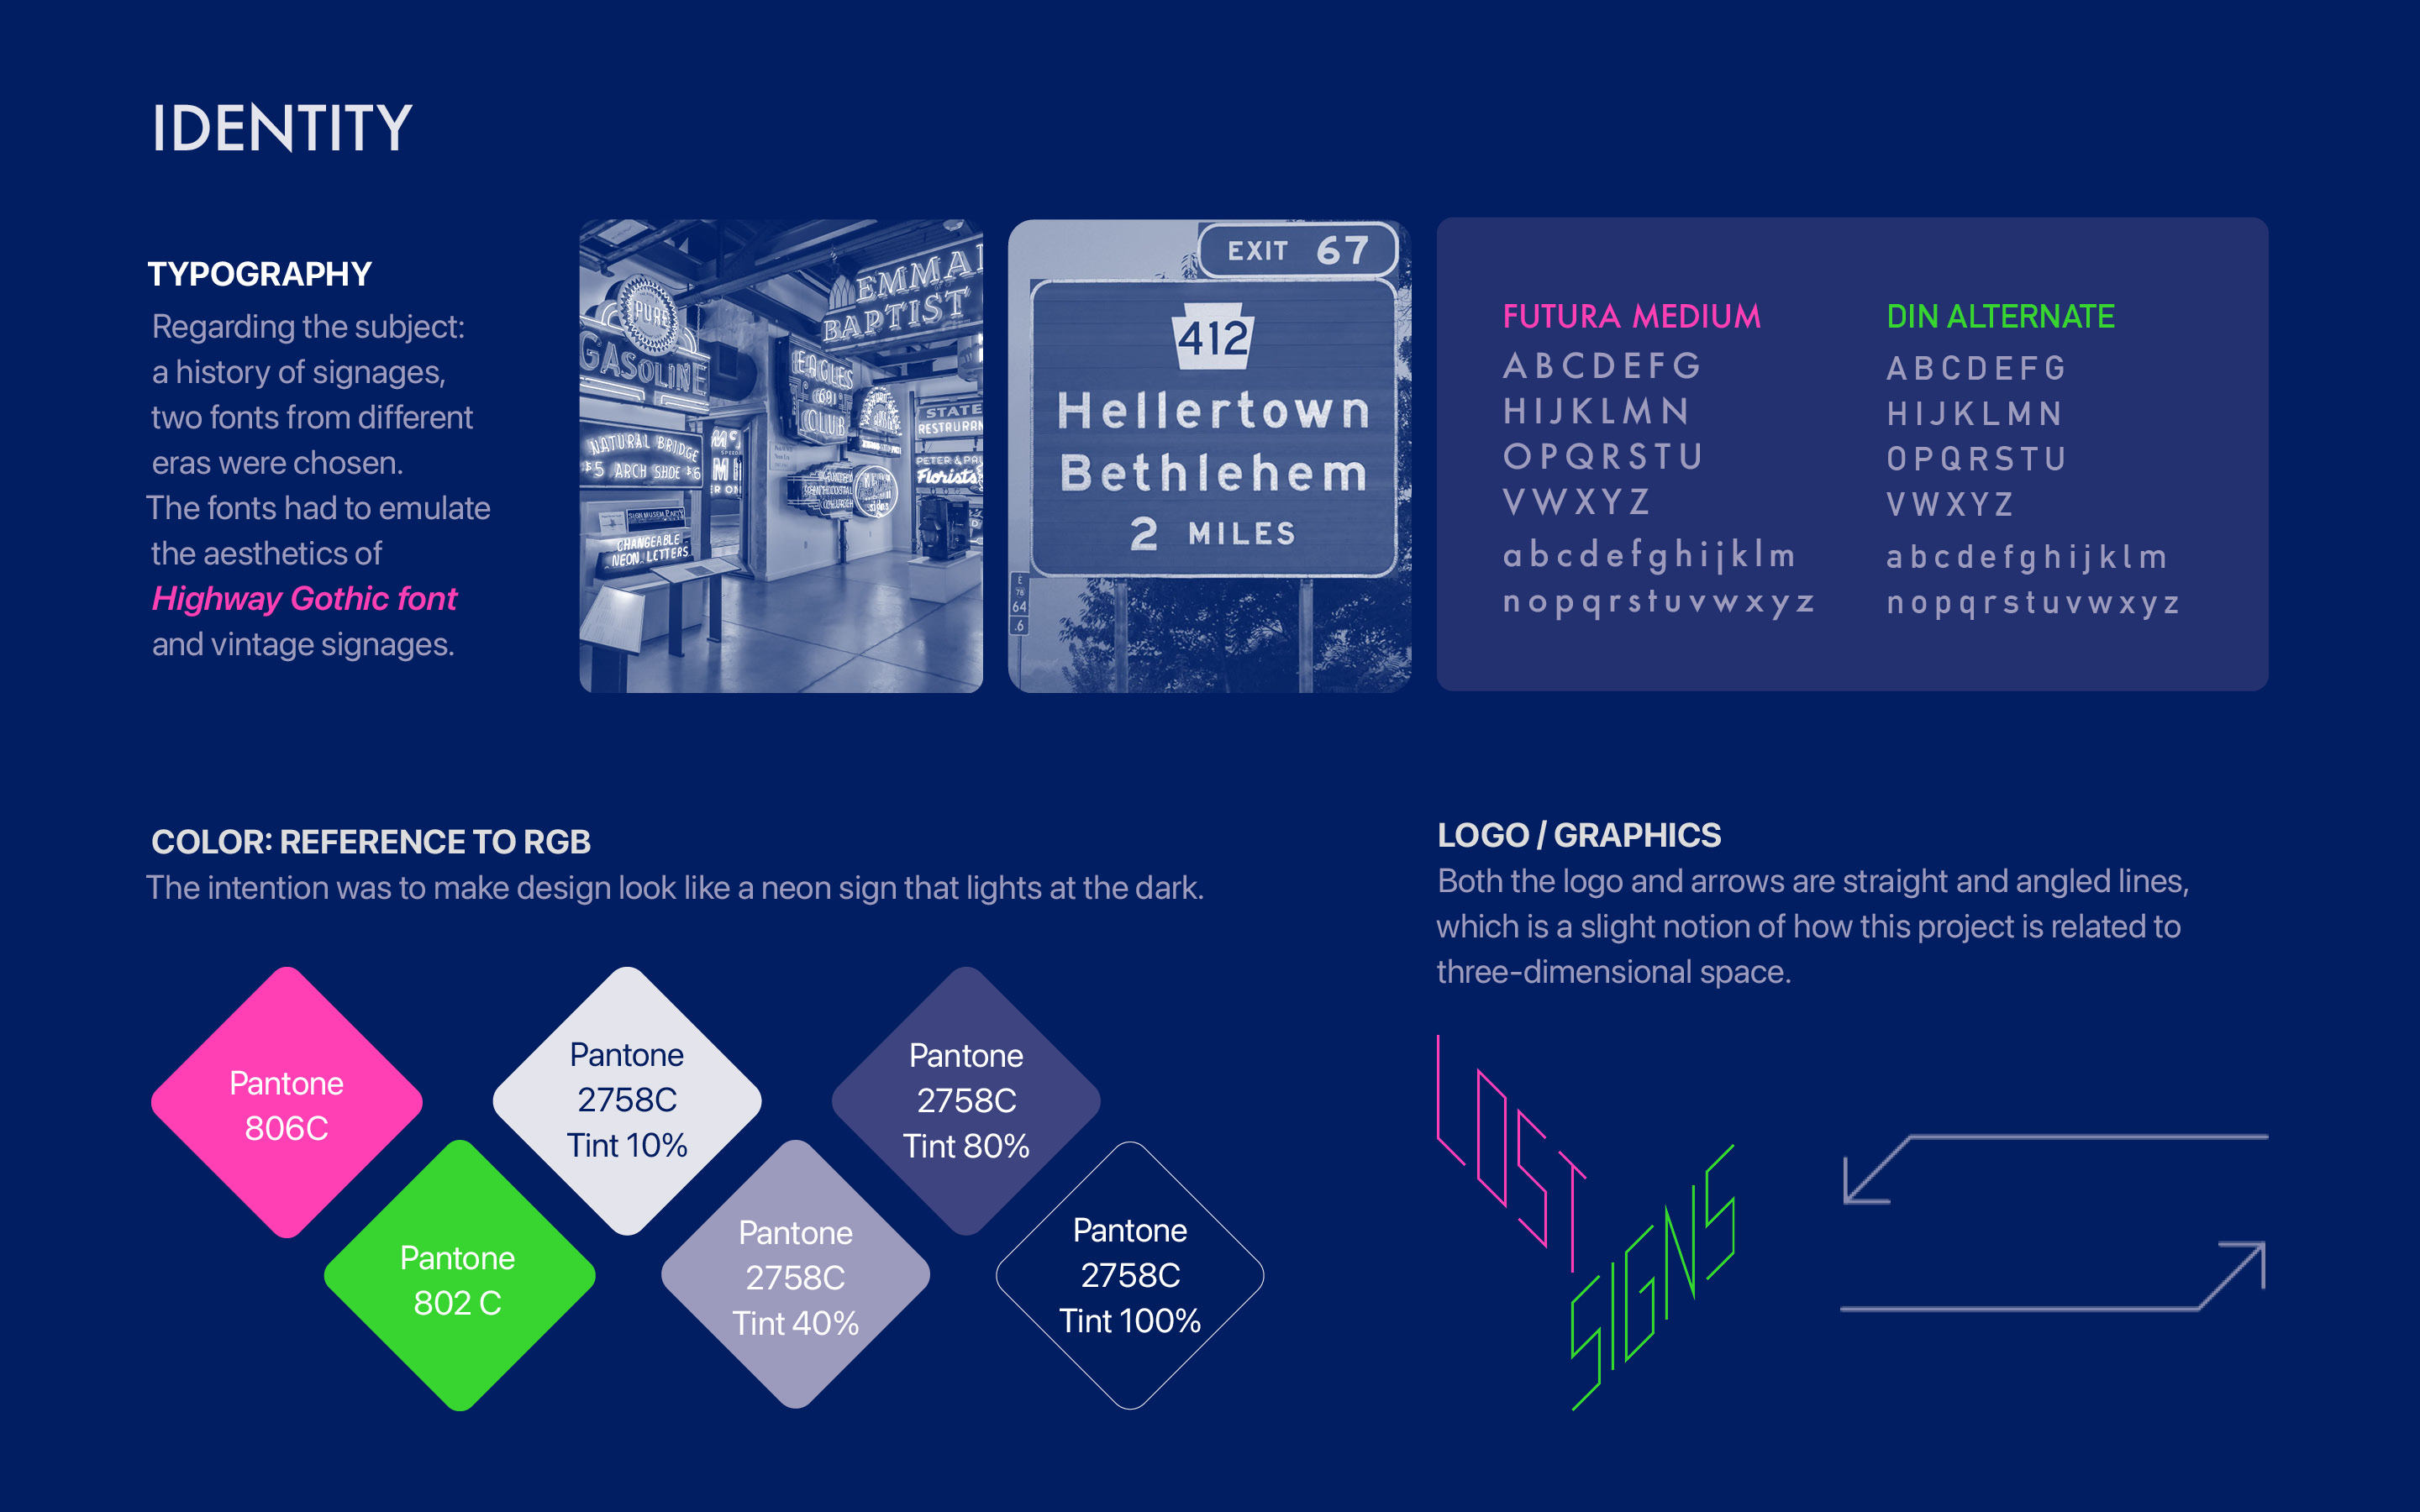 IDENTITY
TYPOGRAPHY
Regarding the subject:
a history of signages,
two fonts from different
eras were chosen.
The fonts had to emulate
the aesthetics of
Highway Gothic font
and vintage signages.
PURE
GASOLINE
EMMA
BAPTIST
EAGLES
691
CLUB
NATURAL BRIDGE
$5 ARCH SHOE $6
STATE
RESTAURAN
PETER & PA
Florists
CHANGEABLE
NEON LETTERS
EXIT 67
412
Hellertown
Bethlehem
2 MILES
E
78
64
.6
FUTURA MEDIUM
A B C D E F G
H I J K L M N
O P Q R S T U
V W X Y Z
a b c d e f g h i j k l m
n o p q r s t u v w x y z
DIN ALTERNATE
A B C D E F G
H I J K L M N
O P Q R S T U
V W X Y Z
a b c d e f g h i j k l m
n o p q r s t u v w x y z
COLOR: REFERENCE TO RGB
The intention was to make design look like a neon sign that lights at the dark.
Pantone
806C
Pantone
802 C
Pantone
2758C
Tint 10%
Pantone
2758C
Tint 40%
Pantone
2758C
Tint 80%
Pantone
2758C
Tint 100%
LOGO / GRAPHICS
Both the logo and arrows are straight and angled lines,
which is a slight notion of how this project is related to
three-dimensional space.
LOST
SIGNS